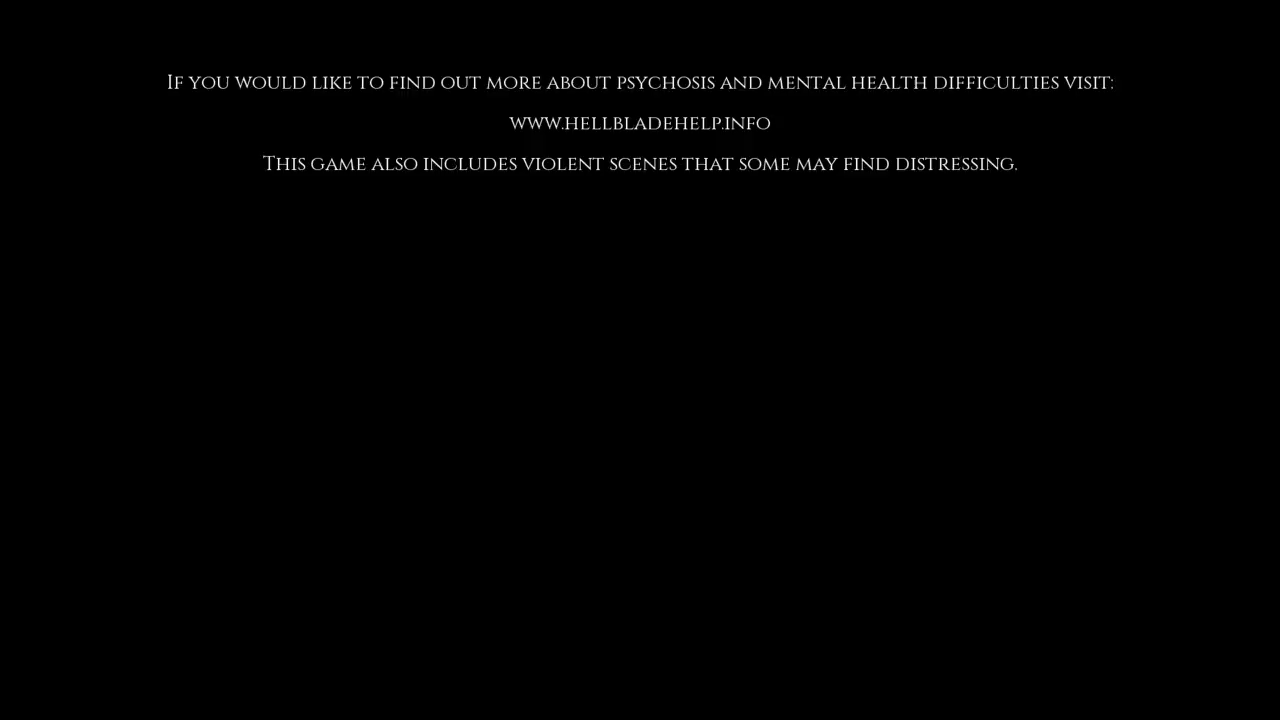 If you would like to find out more about psychosis and mental health difficulties visit:
www.hellbladehelp.info
This game also includes violent scenes that some may find distressing.